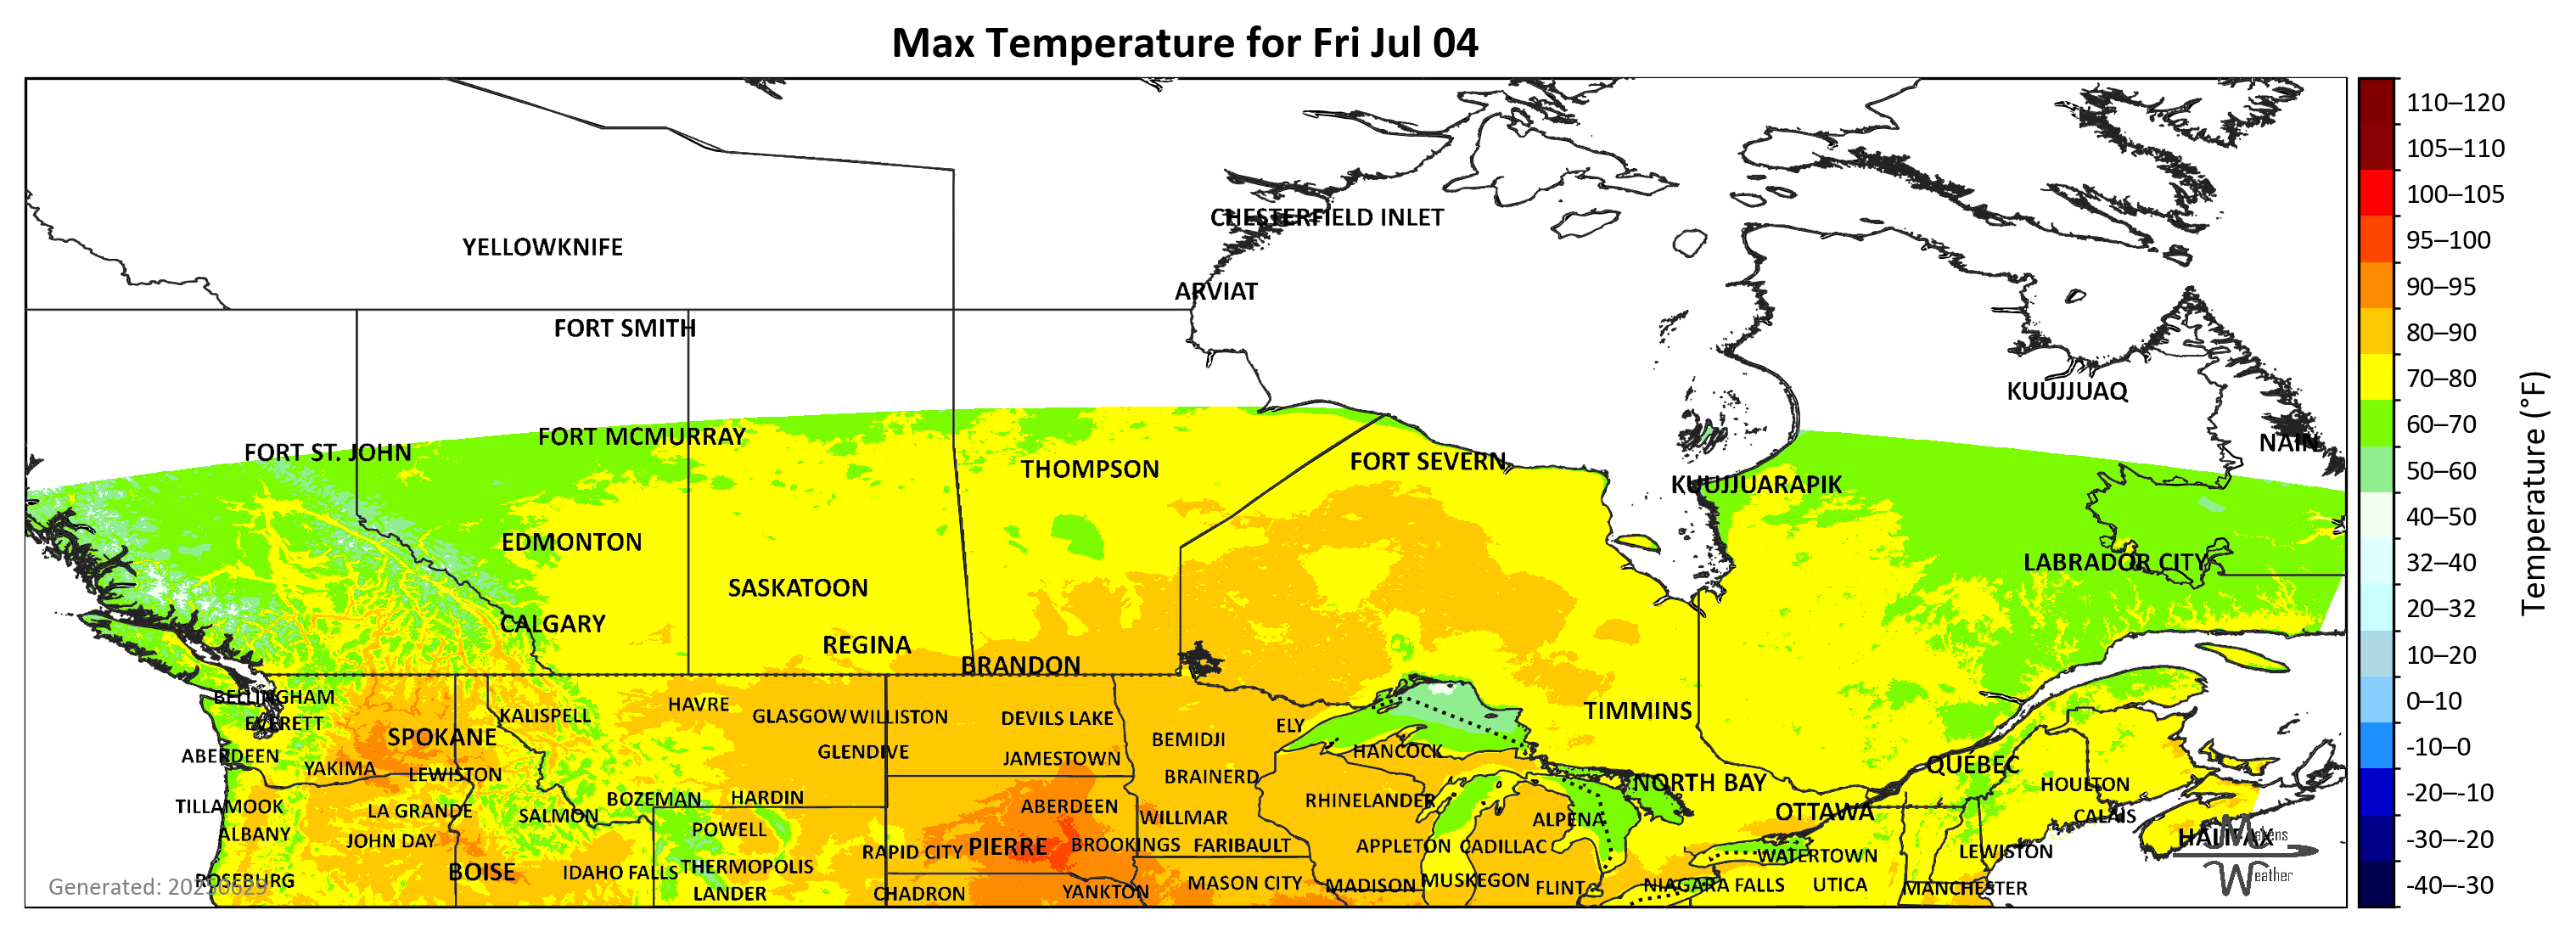 Max Temperature for Fri Jul 04
YELLOWKNIFE
CHESTERFIELD INLET
ARVIAT
FORT SMITH
KUUJJUAQ
FORT ST. JOHN
FORT MCMURRAY
THOMPSON
FORT SEVERN
KUUJJUARAPIK
NAIN
EDMONTON
SASKATOON
CALGARY
REGINA
BRANDON
LABRADOR CITY
TIMMINS
BELLINGHAM
EVERETT
ABERDEEN
SPOKANE
KALISPELL
HAVRE
GLASGOW
WILLISTON
GLENDIVE
DEVILS LAKE
JAMESTOWN
BEMIDJI
ELY
HANCOCK
BRAINERD
NORTH BAY
QUÉBEC
HOULTON
OTTAWA
CALAIS
HALIFAX
YAKIMA
LEWISTON
TILLAMOOK
LA GRANDE
SALMON
BOZEMAN
HARDIN
ALBANY
JOHN DAY
POWELL
ABERDEEN
WILLMAR
RHINELANDER
ALPENA
BOISE
IDAHO FALLS
THERMOPOLIS
RAPID CITY
PIERRE
BROOKINGS
FARIBAULT
APPLETON
CADILLAC
WATERTOWN
LEWISTON
ROSEBURG
LANDER
CHADRON
YANKTON
MASON CITY
MADISON
MUSKEGON
FLINT
NIAGARA FALLS
UTICA
MANCHESTER
Generated: 20250629
Weather
110–120
105–110
100–105
95–100
90–95
80–90
70–80
60–70
50–60
40–50
32–40
20–32
10–20
0–10
-10–0
-20–-10
-30–-20
-40–-30
Temperature (°F)